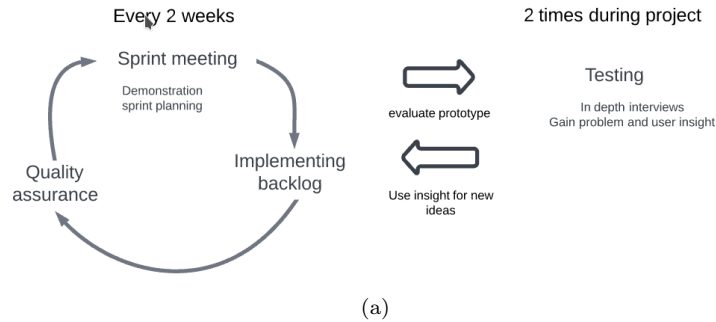 Every 2 weeks
2 times during project
Sprint meeting
Demonstration
sprint planning
Testing
In depth interviews
Gain problem and user insight
evaluate prototype
Implementing
backlog
Quality
assurance
Use insight for new
ideas
(a)